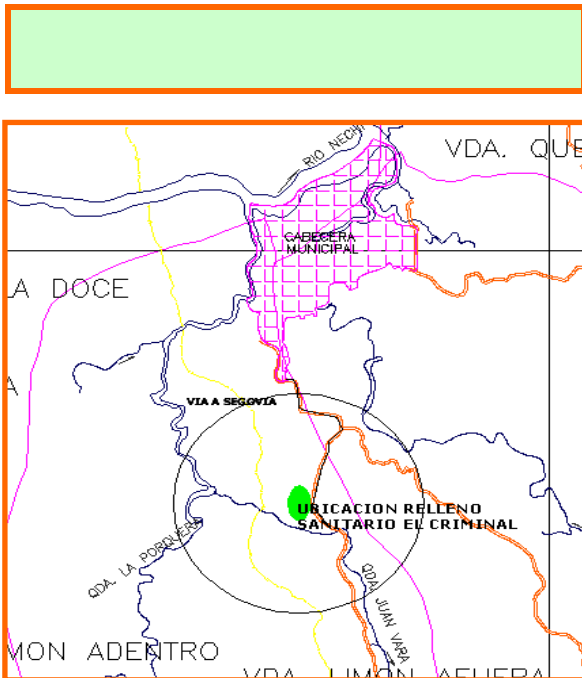 RIO NECHI
VDA. QUE
CABECERA
MUNICIPAL
LA DOCE
A
VIA A SEGOVIA
UBICACION RELLENO
SANITARIO EL CRIMINAL
QDA. LA PORQUERA
QDA. JUAN VARA
MON ADENTRO
VDA. LIMON AFUERA